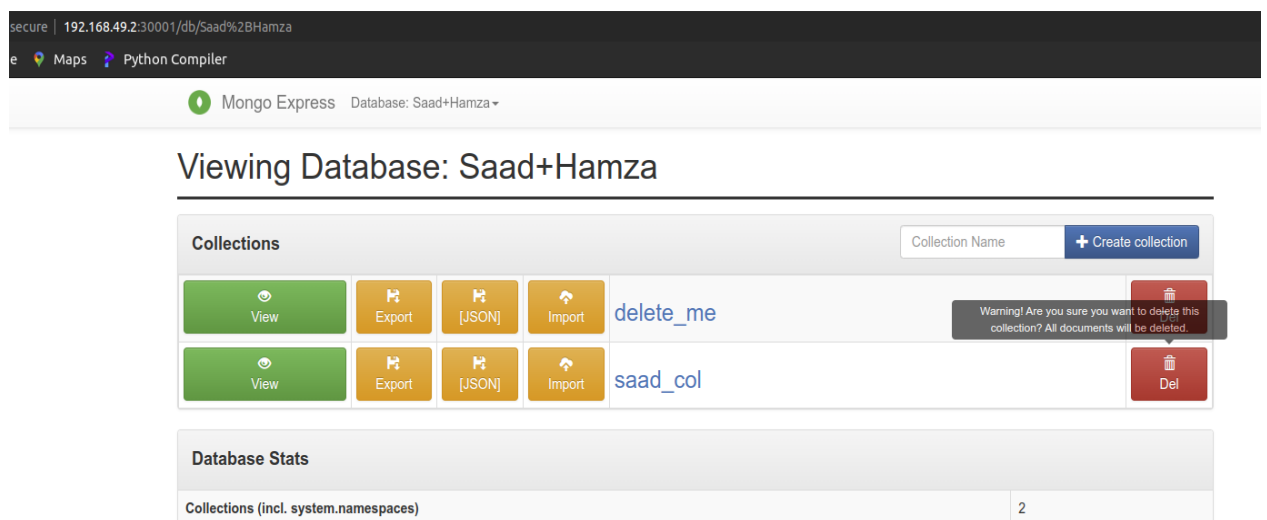 secure | 192.168.49.2:30001/db/Saad%2BHamza
e Maps Python Compiler
Mongo Express Database: Saad+Hamza
Viewing Database: Saad+Hamza
Collections Collection Name + Create collection
View Export [JSON] Import delete_me Del
Warning! Are you sure you want to delete this
collection? All documents will be deleted.
View Export [JSON] Import saad_col Del
Database Stats
Collections (incl. system.namespaces) 2